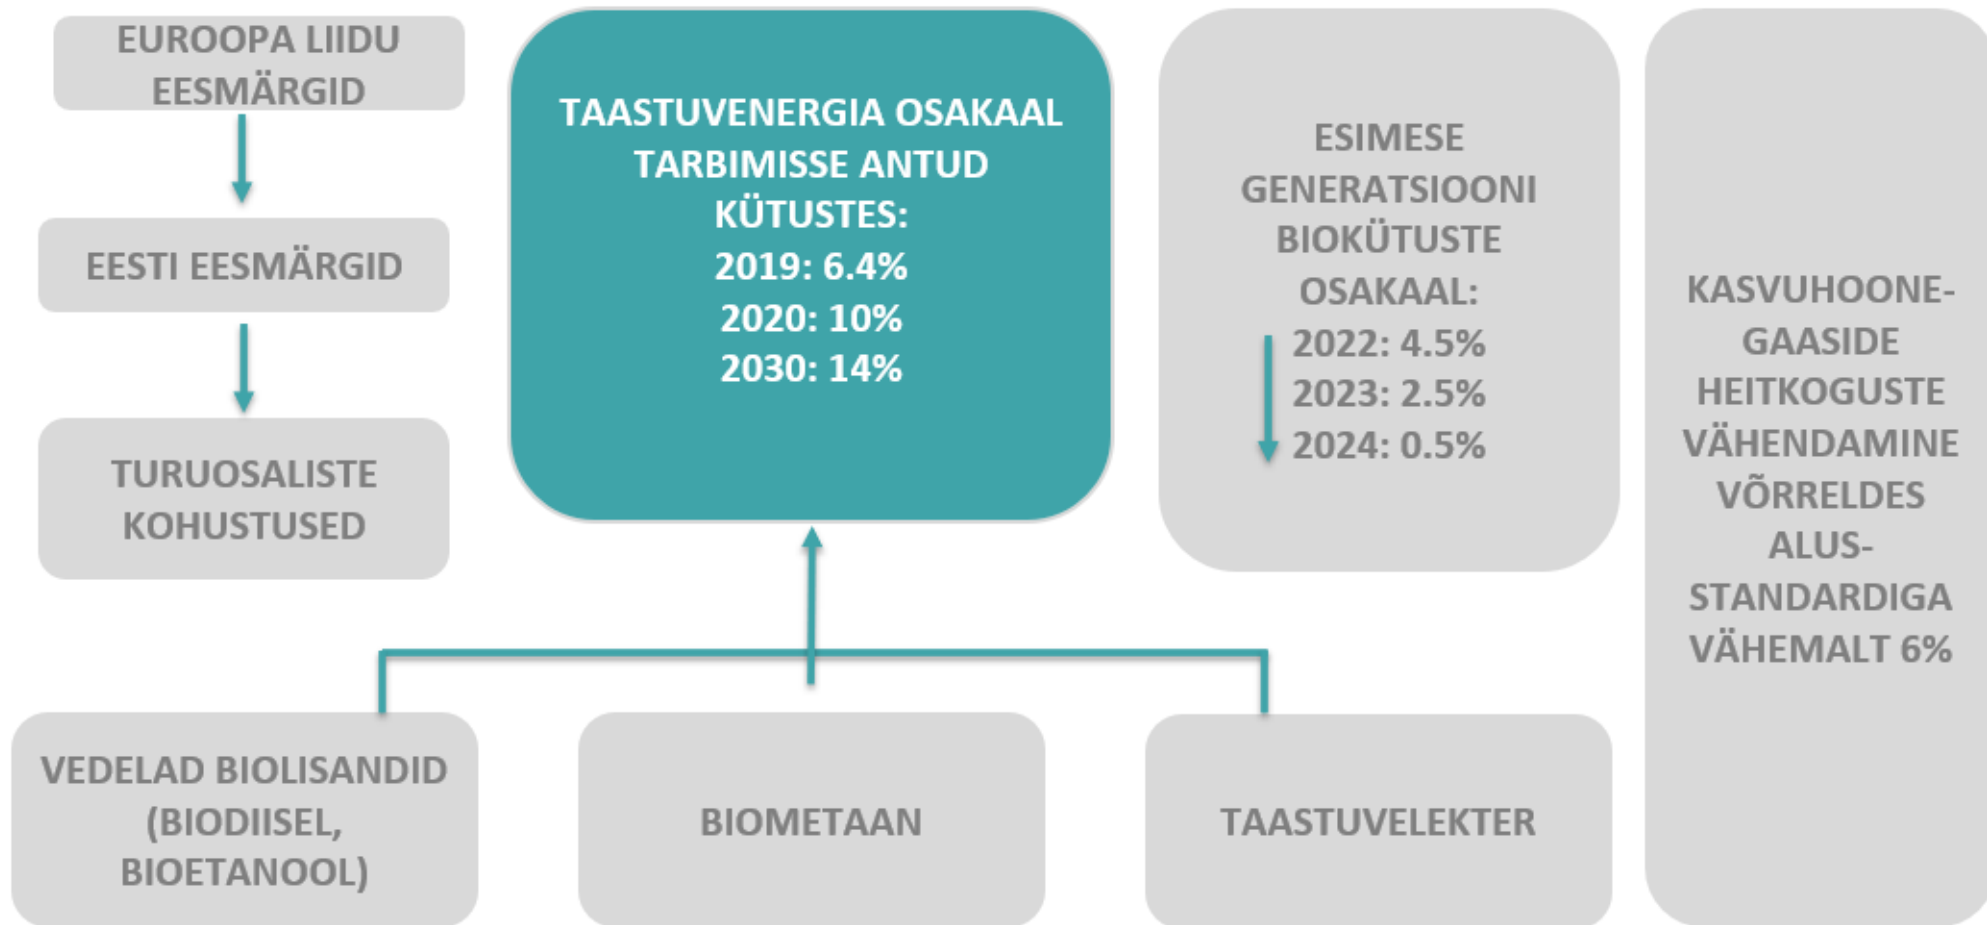 EUROOPA LIIDU
EESMÄRGID
EESTI EESMÄRGID
TURUOSALISTE
KOHUSTUSED
TAASTUVENERGIA OSAKAAL
TARBIMISSE ANTUD
KÜTUSTES:
2019: 6.4%
2020: 10%
2030: 14%
ESIMESE
GENERATSIOONI
BIOKÜTUSTE
OSAKAAL:
2022: 4.5%
2023: 2.5%
2024: 0.5%
KASVUHOONE-
GAASIDE
HEITKOGUSTE
VÄHENDAMINE
VÕRRELDES
ALUS-
STANDARDIGA
VÄHEMALT 6%
VEDELAD BIOLISANDID
(BIODIISEL,
BIOETANOOL)
BIOMETAAN
TAASTUVELEKTER